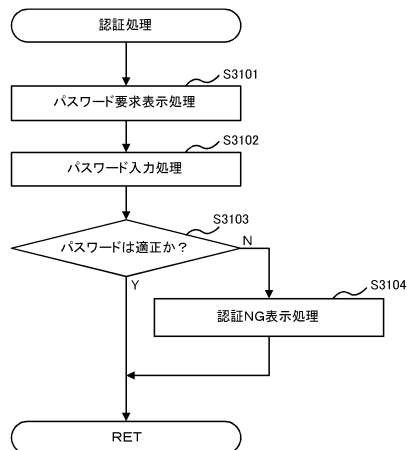 認証処理
S3101
パスワード要求表示処理
S3102
パスワード入力処理
S3103
パスワードは適正か？
N
Y
S3104
認証NG表示処理
RET